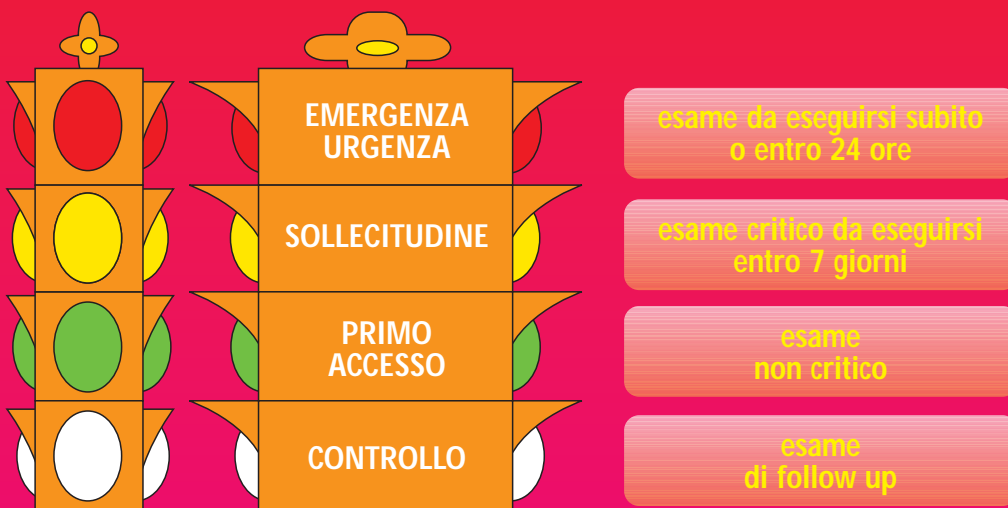 EMERGENZA
URGENZA
esame da eseguirsi subito
o entro 24 ore
SOLLECITUDINE
esame critico da eseguirsi
entro 7 giorni
PRIMO
ACCESSO
esame
non critico
CONTROLLO
esame
di follow up